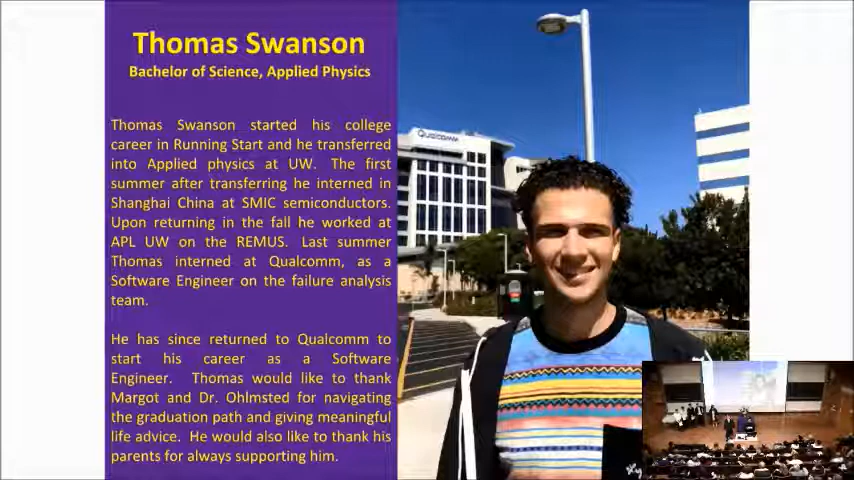 Thomas Swanson
Bachelor of Science, Applied Physics
Thomas Swanson started his college
career in Running Start and he transferred
into Applied physics at UW. The first
summer after transferring he interned in
Shanghai China at SMIC semiconductors.
Upon returning in the fall he worked at
APL UW on the REMUS. Last summer
Thomas interned at Qualcomm, as a
Software Engineer on the failure analysis
team.
He has since returned to Qualcomm to
start his career as a Software
Engineer. Thomas would like to thank
Margot and Dr. Ohlmsted for navigating
the graduation path and giving meaningful
life advice. He would also like to thank his
parents for always supporting him.
Qualcomm